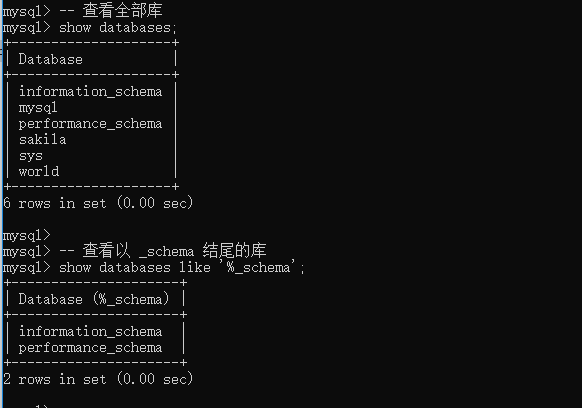 mysql> -- 查看全部库
mysql> show databases;
+--------------------+
| Database           |
+--------------------+
| information_schema |
| mysql              |
| performance_schema |
| sakila             |
| sys                |
| world              |
+--------------------+
6 rows in set (0.00 sec)
mysql>
mysql> -- 查看以 _schema 结尾的库
mysql> show databases like '%_schema';
+---------------------+
| Database (%_schema) |
+---------------------+
| information_schema  |
| performance_schema  |
+---------------------+
2 rows in set (0.00 sec)
mysql>